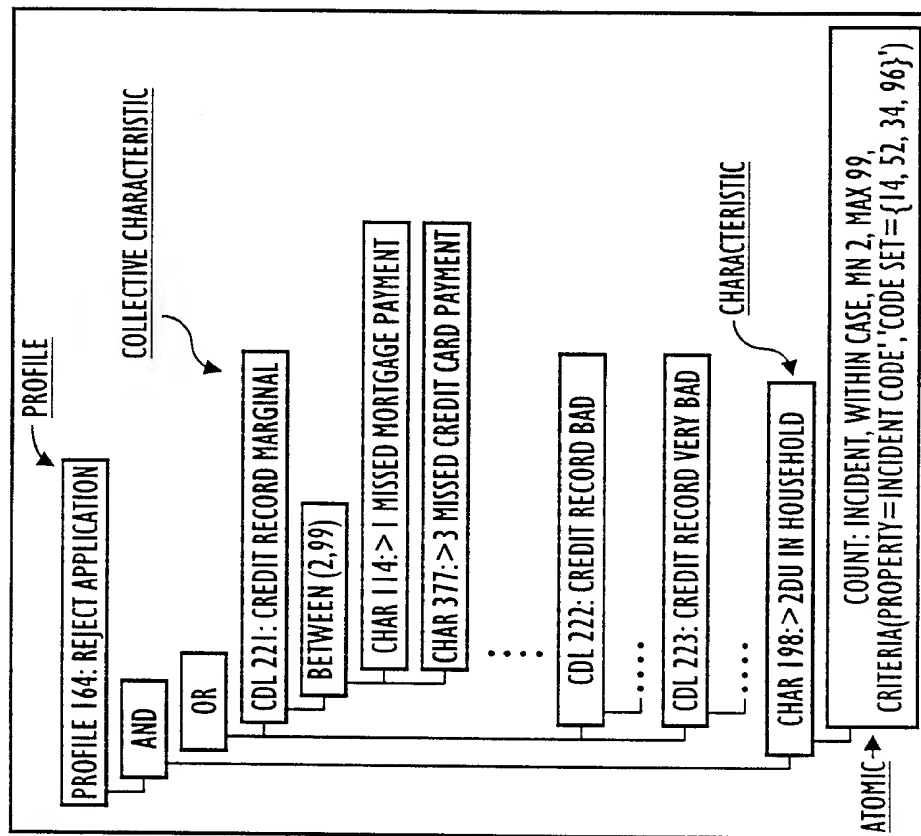 PROFILE
PROFILE 164: REJECT APPLICATION
AND
OR
COLLECTIVE CHARACTERISTIC
CDL 221: CREDIT RECORD MARGINAL
BETWEEN (2,99)
CHAR 114:> 1 MISSED MORTGAGE PAYMENT
CHAR 377:>3 MISSED CREDIT CARD PAYMENT
.....
CDL 222: CREDIT RECORD BAD
....
CDL 223: CREDIT RECORD VERY BAD
....
CHARACTERISTIC
CHAR 198:> 2DU IN HOUSEHOLD
ATOMIC
COUNT: INCIDENT, WITHIN CASE, MN 2, MAX 99,
CRITERIA(PROPERTY=INCIDENT CODE','CODE SET={14, 52, 34, 96}')